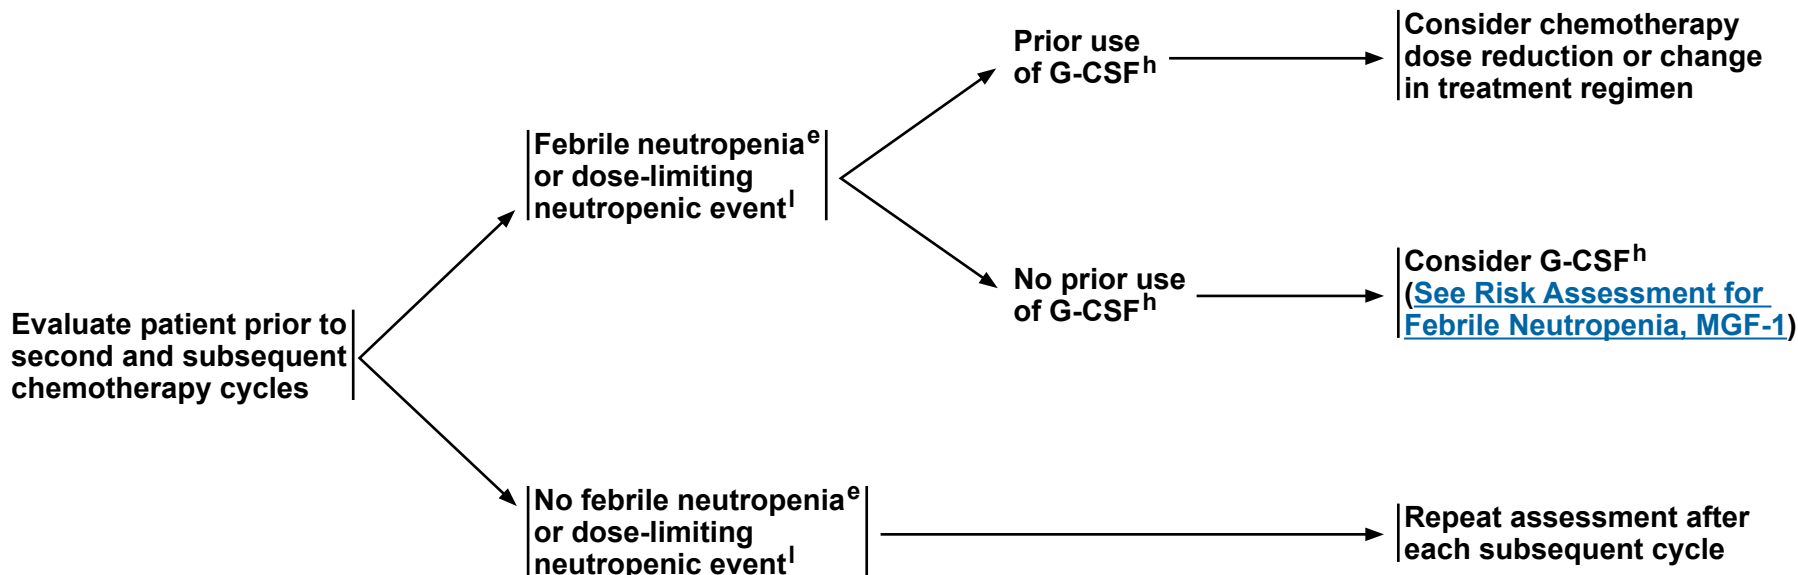 Evaluate patient prior to
second and subsequent
chemotherapy cycles
Febrile neutropeniaᵉ
or dose-limiting
neutropenic eventˡ
Prior use
of G-CSFʰ
Consider chemotherapy
dose reduction or change
in treatment regimen
No prior use
of G-CSFʰ
Consider G-CSFʰ
(See Risk Assessment for
Febrile Neutropenia, MGF-1)
No febrile neutropeniaᵉ
or dose-limiting
neutropenic eventˡ
Repeat assessment after
each subsequent cycle